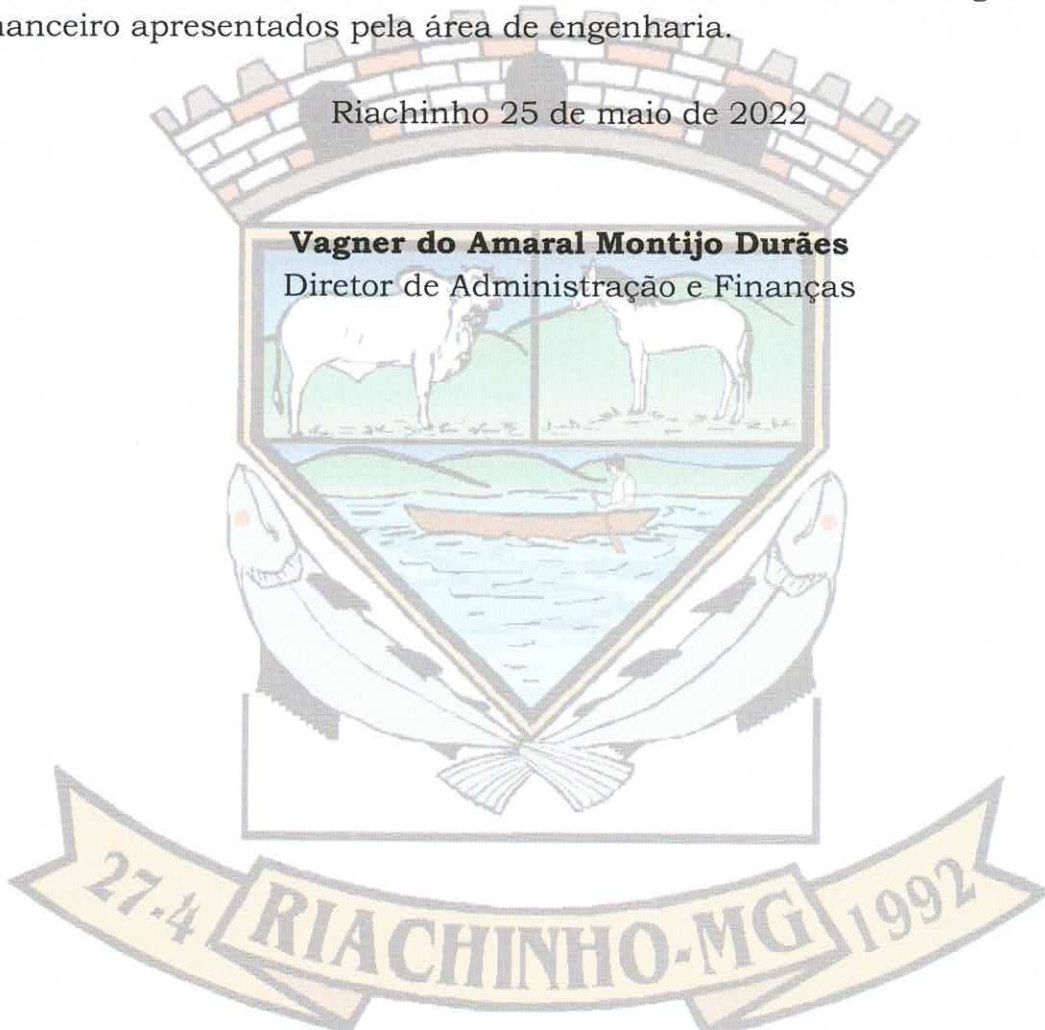 nanceiro apresentados pela área de engenharia.
Riachinho 25 de maio de 2022
Vagner do Amaral Montijo Durães
Diretor de Administração e Finanças
27-4 RIACHINHO-MG 1992